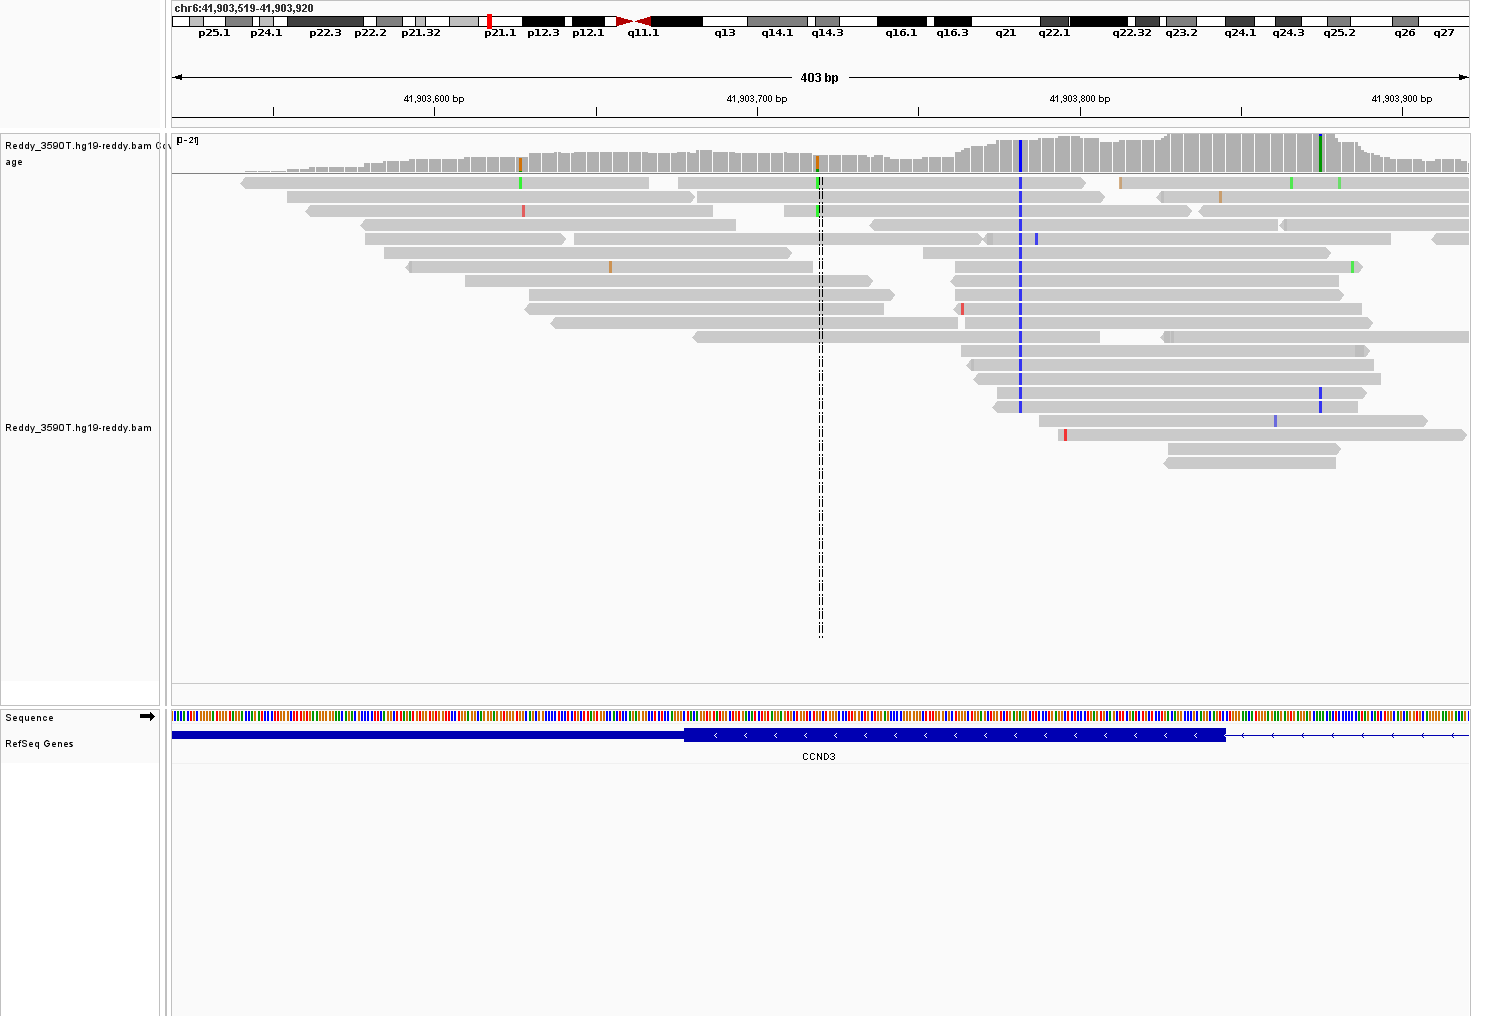 chr6:41,903,519-41,903,920
p25.1 p24.1 p22.3 p22.2 p21.32 p21.1 p12.3 p12.1 q11.1 q13 q14.1 q14.3 q16.1 q16.3 q21 q22.1 q22.32 q23.2 q24.1 q24.3 q25.2 q26 q27
403 bp
41,903,600 bp 41,903,700 bp 41,903,800 bp 41,903,900 bp
[0-21]
Reddy_3590T.hg19-reddy.bam Cov
age
Reddy_3590T.hg19-reddy.bam
Sequence
RefSeq Genes
CCND3